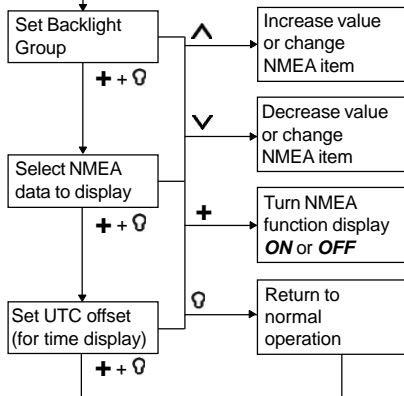 Set Backlight
Group
+ +
Select NMEA
data to display
+ +
Set UTC offset
(for time display)
+ +
Increase value
or change
NMEA item
Decrease value
or change
NMEA item
+
Turn NMEA
function display
ON or OFF
Return to
normal
operation